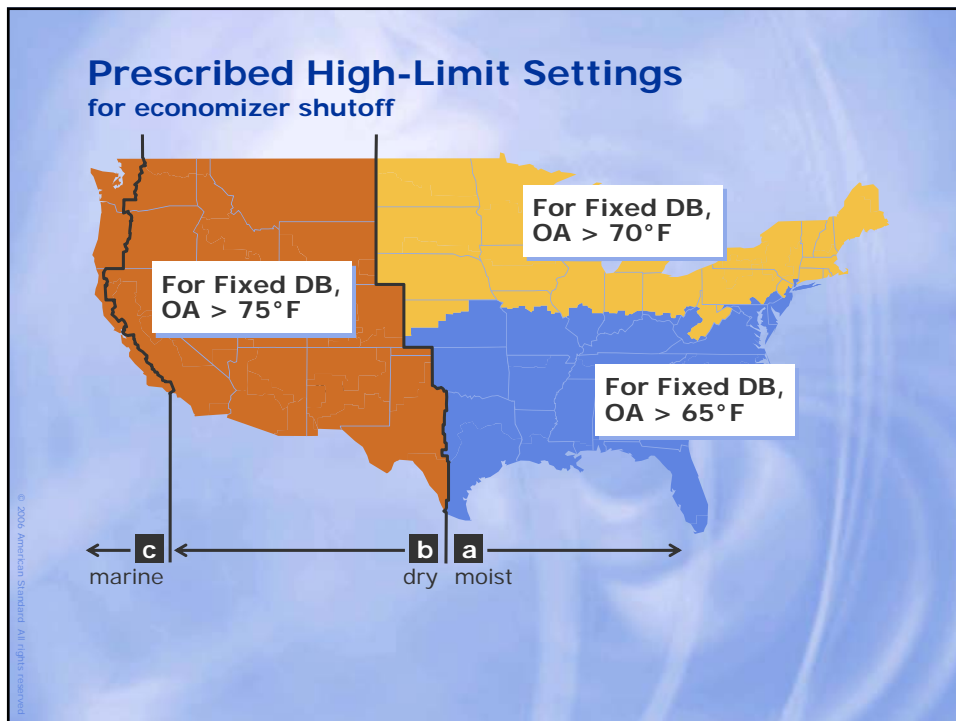 Prescribed High-Limit Settings
for economizer shutoff
For Fixed DB,
OA > 70°F
For Fixed DB,
OA > 75°F
For Fixed DB,
OA > 65°F
c
b
a
marine
dry
moist
© 2006 American Standard All rights reserved